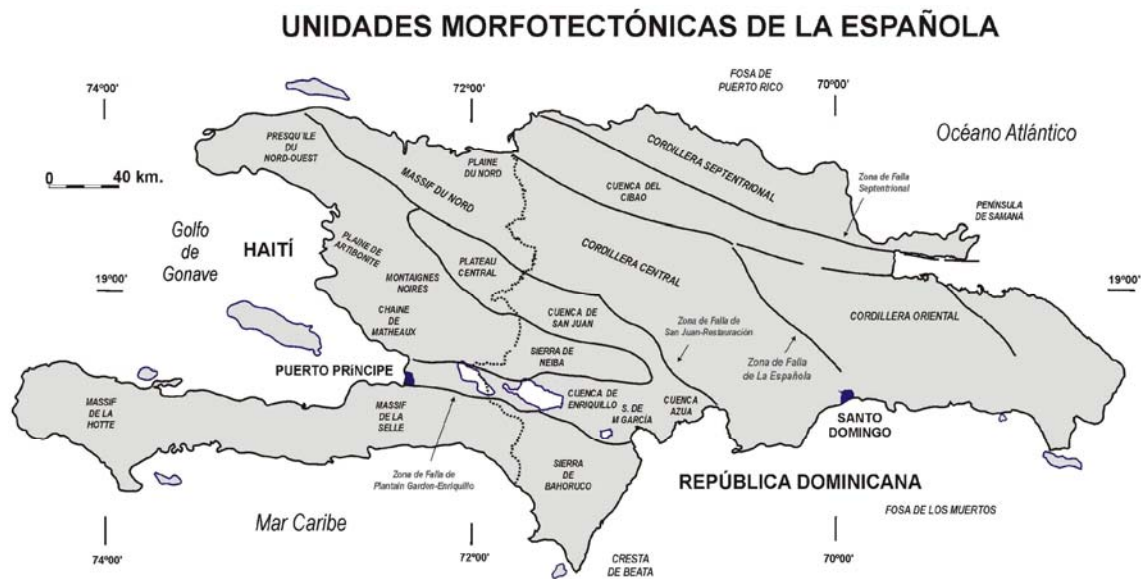 UNIDADES MORFOTECTÓNICAS DE LA ESPAÑOLA
74º00'
72º00'
70º00'
FOSA DE
PUERTO RICO
Océano Atlántico
PRESQU'ILE
DU
NORD-OUEST
PLAINE
DU NORD
CORDILLERA SEPTENTRIONAL
Zona de Falla
Septentrional
0 40 km.
MASSIF DU NORD
CUENCA DEL
CIBAO
PENÍNSULA
DE SAMANÁ
Golfo
de
Gonave
HAITÍ
PLAINE DE
ARTIBONITE
PLATEAU
CENTRAL
CORDILLERA CENTRAL
19º00'
MONTAIGNES
NOIRES
19º00'
CHAINE
DE
MATHEAUX
CUENCA DE
SAN JUAN
Zona de Falla de
San Juan-Restauración
CORDILLERA ORIENTAL
SIERRA DE
NEIBA
Zona de Falla
de La Española
PUERTO PRíNCIPE
MASSIF
DE LA
HOTTE
MASSIF
DE LA
SELLE
CUENCA DE
ENRIQUILLO
S. DE
M GARCÍA
CUENCA
AZUA
SANTO
DOMINGO
Zona de Falla de
Plantain Garden-Enriquillo
SIERRA
DE
BAHORUCO
REPÚBLICA DOMINICANA
FOSA DE LOS MUERTOS
Mar Caribe
74º00'
72º00'
70º00'
CRESTA
DE BEATA